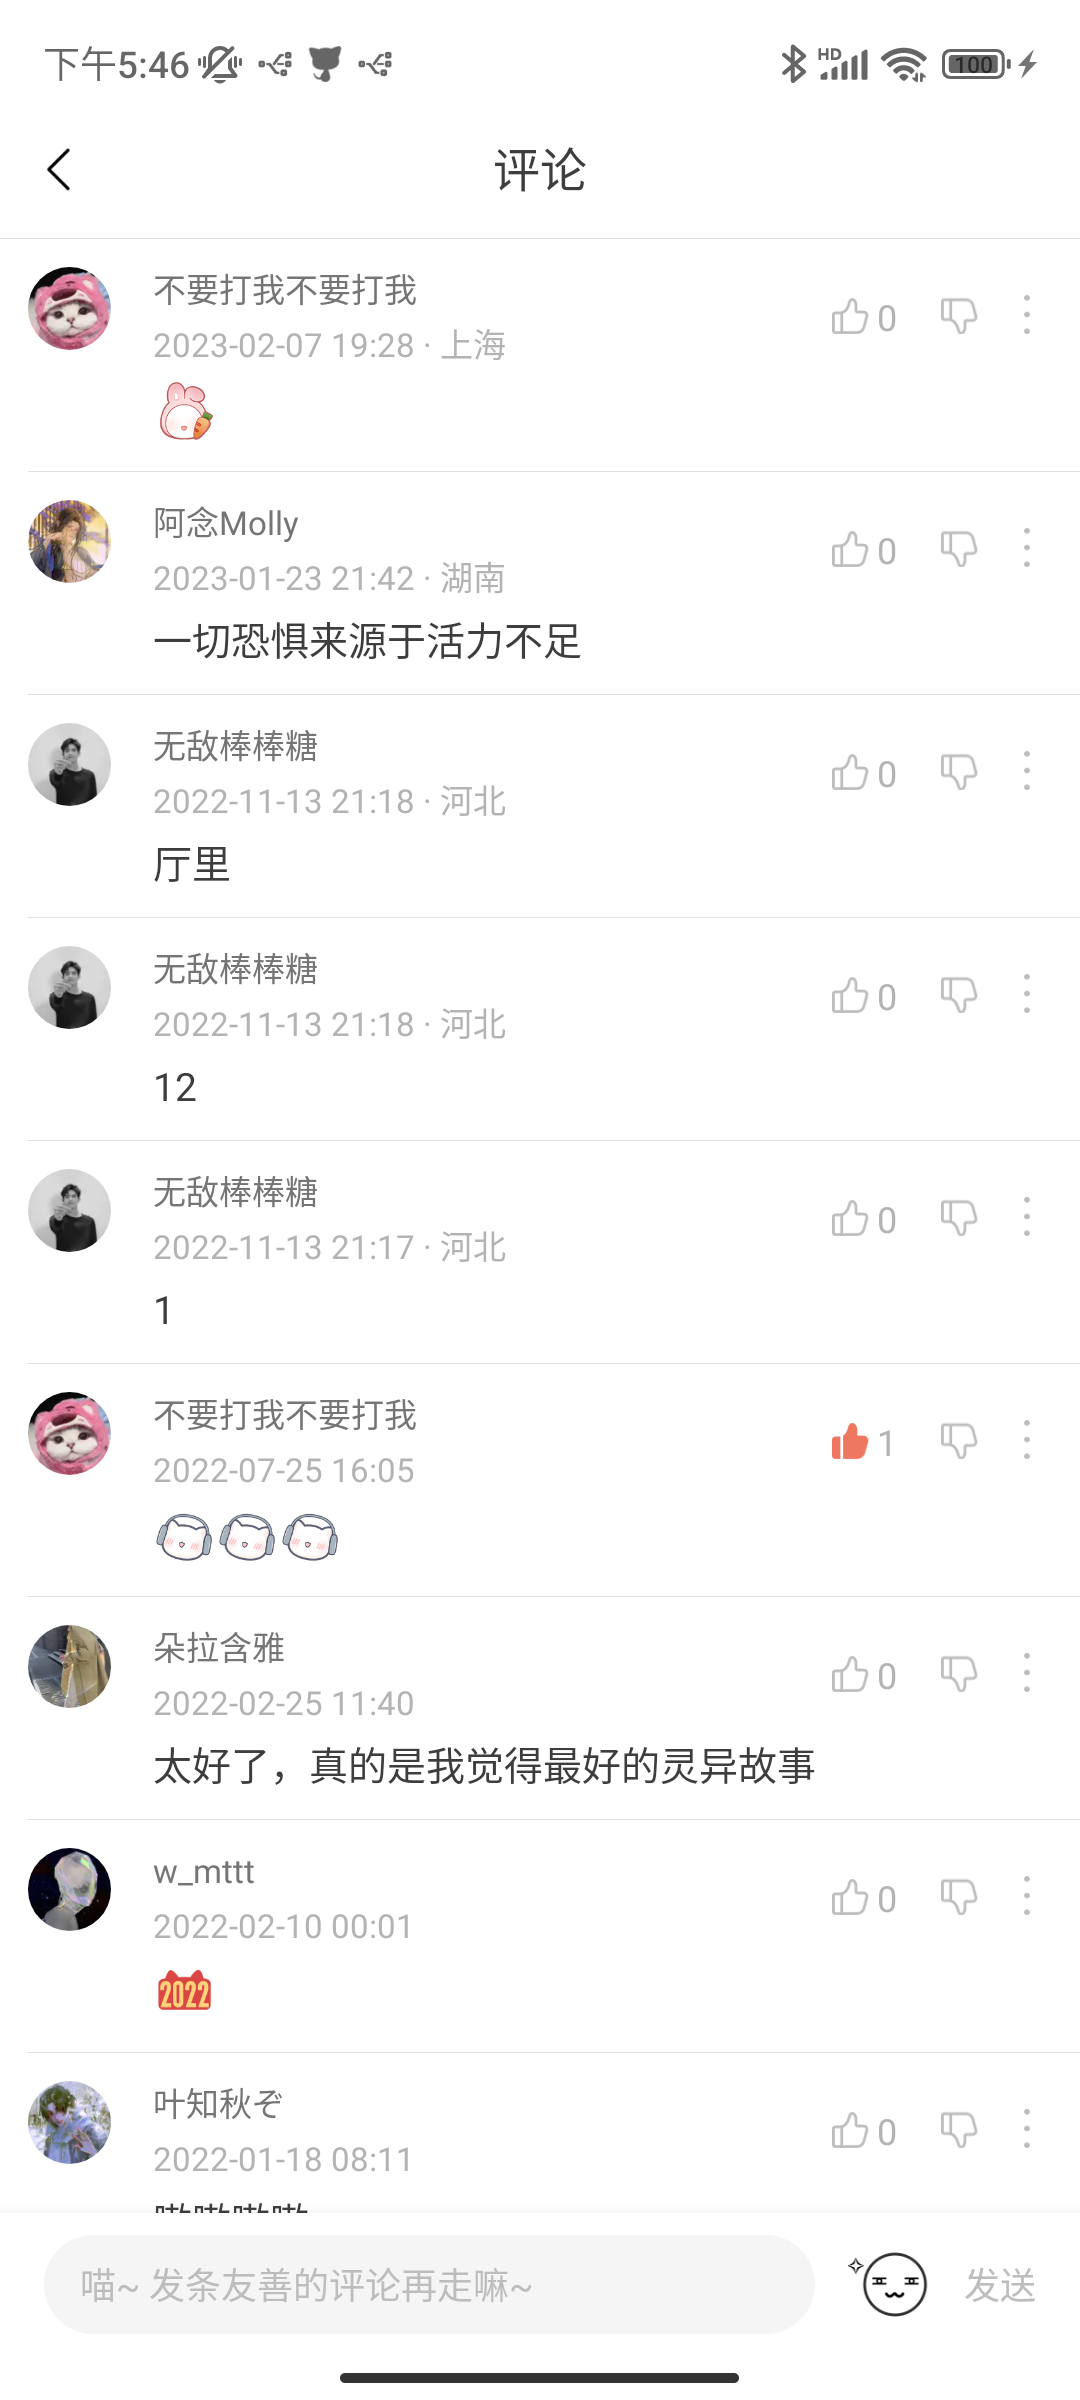 下午5:46
HD
100
评论
不要打我不要打我
0
2023-02-07 19:28 · 上海
阿念Molly
0
2023-01-23 21:42 · 湖南
一切恐惧来源于活力不足
无敌棒棒糖
0
2022-11-13 21:18 · 河北
厅里
无敌棒棒糖
0
2022-11-13 21:18 · 河北
12
无敌棒棒糖
0
2022-11-13 21:17 · 河北
1
不要打我不要打我
1
2022-07-25 16:05
朵拉含雅
0
2022-02-25 11:40
太好了，真的是我觉得最好的灵异故事
w_mttt
0
2022-02-10 00:01
2022
叶知秋ぞ
0
2022-01-18 08:11
喵~ 发条友善的评论再走嘛~
发送